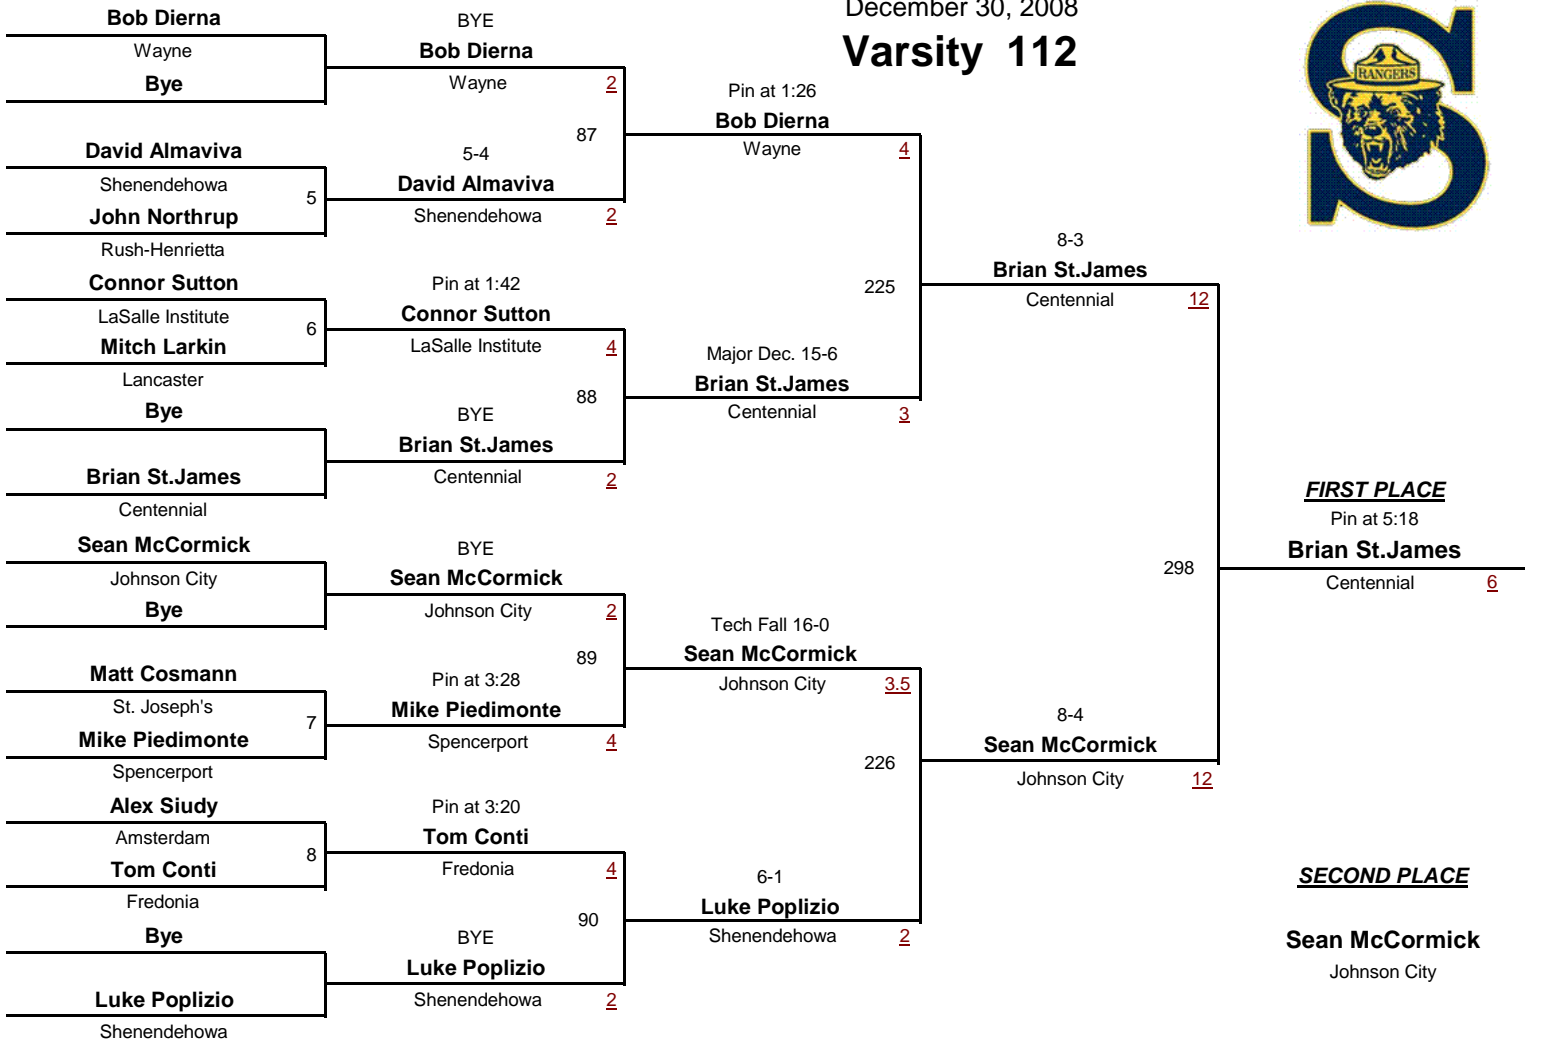 December 30, 2008
Varsity 112
RANGERS
Bob Dierna
Wayne
Bye
David Almaviva
Shenendehowa
5
John Northrup
Rush-Henrietta
Connor Sutton
LaSalle Institute
6
Mitch Larkin
Lancaster
Bye
Brian St.James
Centennial
Sean McCormick
Johnson City
Bye
Matt Cosmann
St. Joseph's
7
Mike Piedimonte
Spencerport
Alex Siudy
Amsterdam
8
Tom Conti
Fredonia
Bye
Luke Poplizio
Shenendehowa
BYE
Bob Dierna
Wayne 2
87
5-4
David Almaviva
Shenendehowa 2
Pin at 1:42
Connor Sutton
LaSalle Institute 4
88
BYE
Brian St.James
Centennial 2
BYE
Sean McCormick
Johnson City 2
89
Pin at 3:28
Mike Piedimonte
Spencerport 4
Pin at 3:20
Tom Conti
Fredonia 4
90
BYE
Luke Poplizio
Shenendehowa 2
Pin at 1:26
Bob Dierna
Wayne 4
225
Major Dec. 15-6
Brian St.James
Centennial 3
Tech Fall 16-0
Sean McCormick
Johnson City 3.5
226
6-1
Luke Poplizio
Shenendehowa 2
8-3
Brian St.James
Centennial 12
298
8-4
Sean McCormick
Johnson City 12
FIRST PLACE
Pin at 5:18
Brian St.James
Centennial 6
SECOND PLACE
Sean McCormick
Johnson City